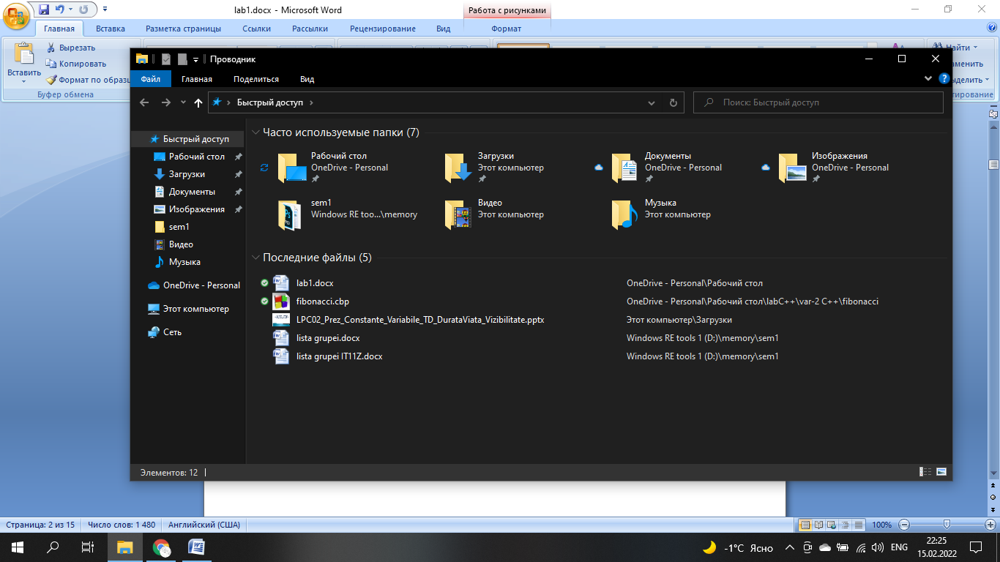 lab1.docx - Microsoft Word
Работа с рисунками
Главная Вставка Разметка страницы Ссылки Рассылки Рецензирование Вид Формат
Вставить
Вырезать
Копировать
Формат по образц
Буфер обмена
Найти
аменить
ыделить
тирование
Проводник
Файл Главная Поделиться Вид
Быстрый доступ
Поиск: Быстрый доступ
Быстрый доступ
Рабочий стол
Загрузки
Документы
Изображения
sem1
Видео
Музыка
OneDrive - Personal
Этот компьютер
Сеть
Часто используемые папки (7)
Рабочий стол
OneDrive - Personal
Загрузки
Этот компьютер
Документы
OneDrive - Personal
Изображения
OneDrive - Personal
sem1
Windows RE too...\memory
Видео
Этот компьютер
Музыка
Этот компьютер
Последние файлы (5)
lab1.docx OneDrive - Personal\Рабочий стол
fibonacci.cbp OneDrive - Personal\Рабочий стол\labC++\var-2 C++\fibonacci
LPC02_Prez_Constante_Variabile_TD_DurataViata_Vizibilitate.pptx Этот компьютер\Загрузки
lista grupei.docx Windows RE tools 1 (D:)\memory\sem1
lista grupei IT11Z.docx Windows RE tools 1 (D:)\memory\sem1
Элементов: 12
Страница: 2 из 15 Число слов: 1 480 Английский (США) 100%
-1°C Ясно ENG
22:25
15.02.2022